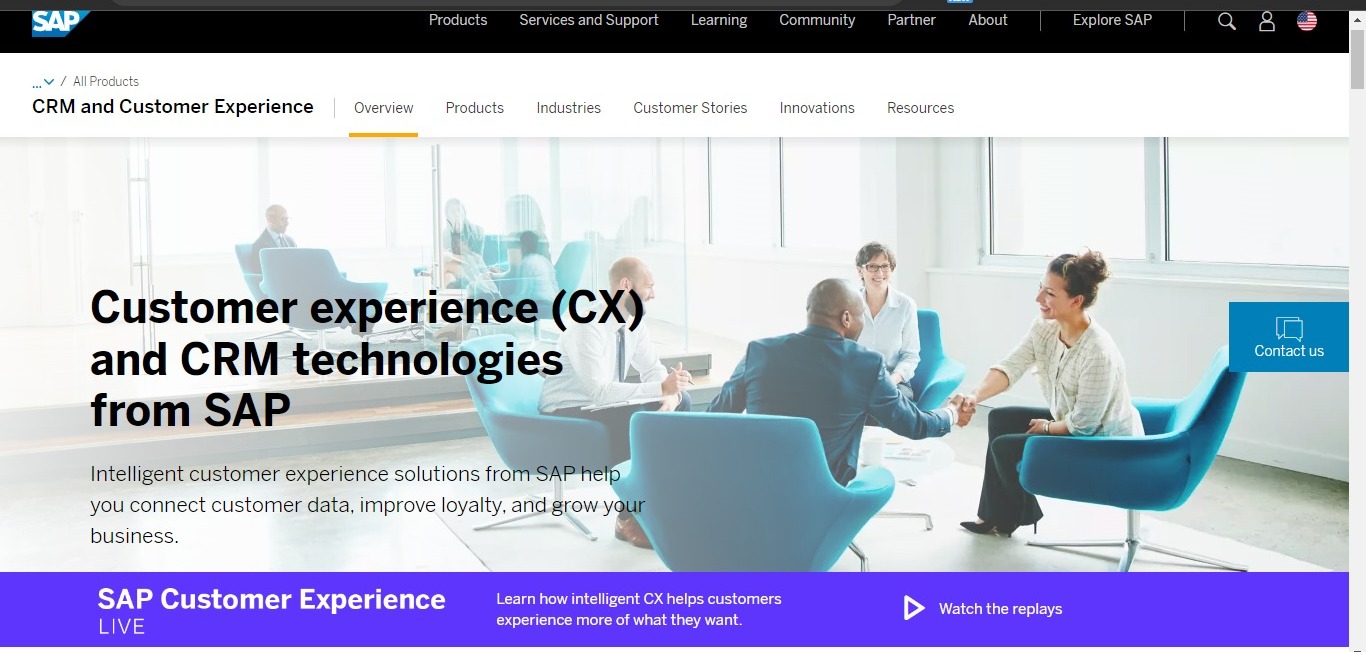 SAP
Products Services and Support Learning Community Partner About Explore SAP
... / All Products
CRM and Customer Experience Overview Products Industries Customer Stories Innovations Resources
Customer experience (CX)
and CRM technologies
from SAP
Contact us
Intelligent customer experience solutions from SAP help
you connect customer data, improve loyalty, and grow your
business.
SAP Customer Experience
LIVE
Learn how intelligent CX helps customers
experience more of what they want.
Watch the replays